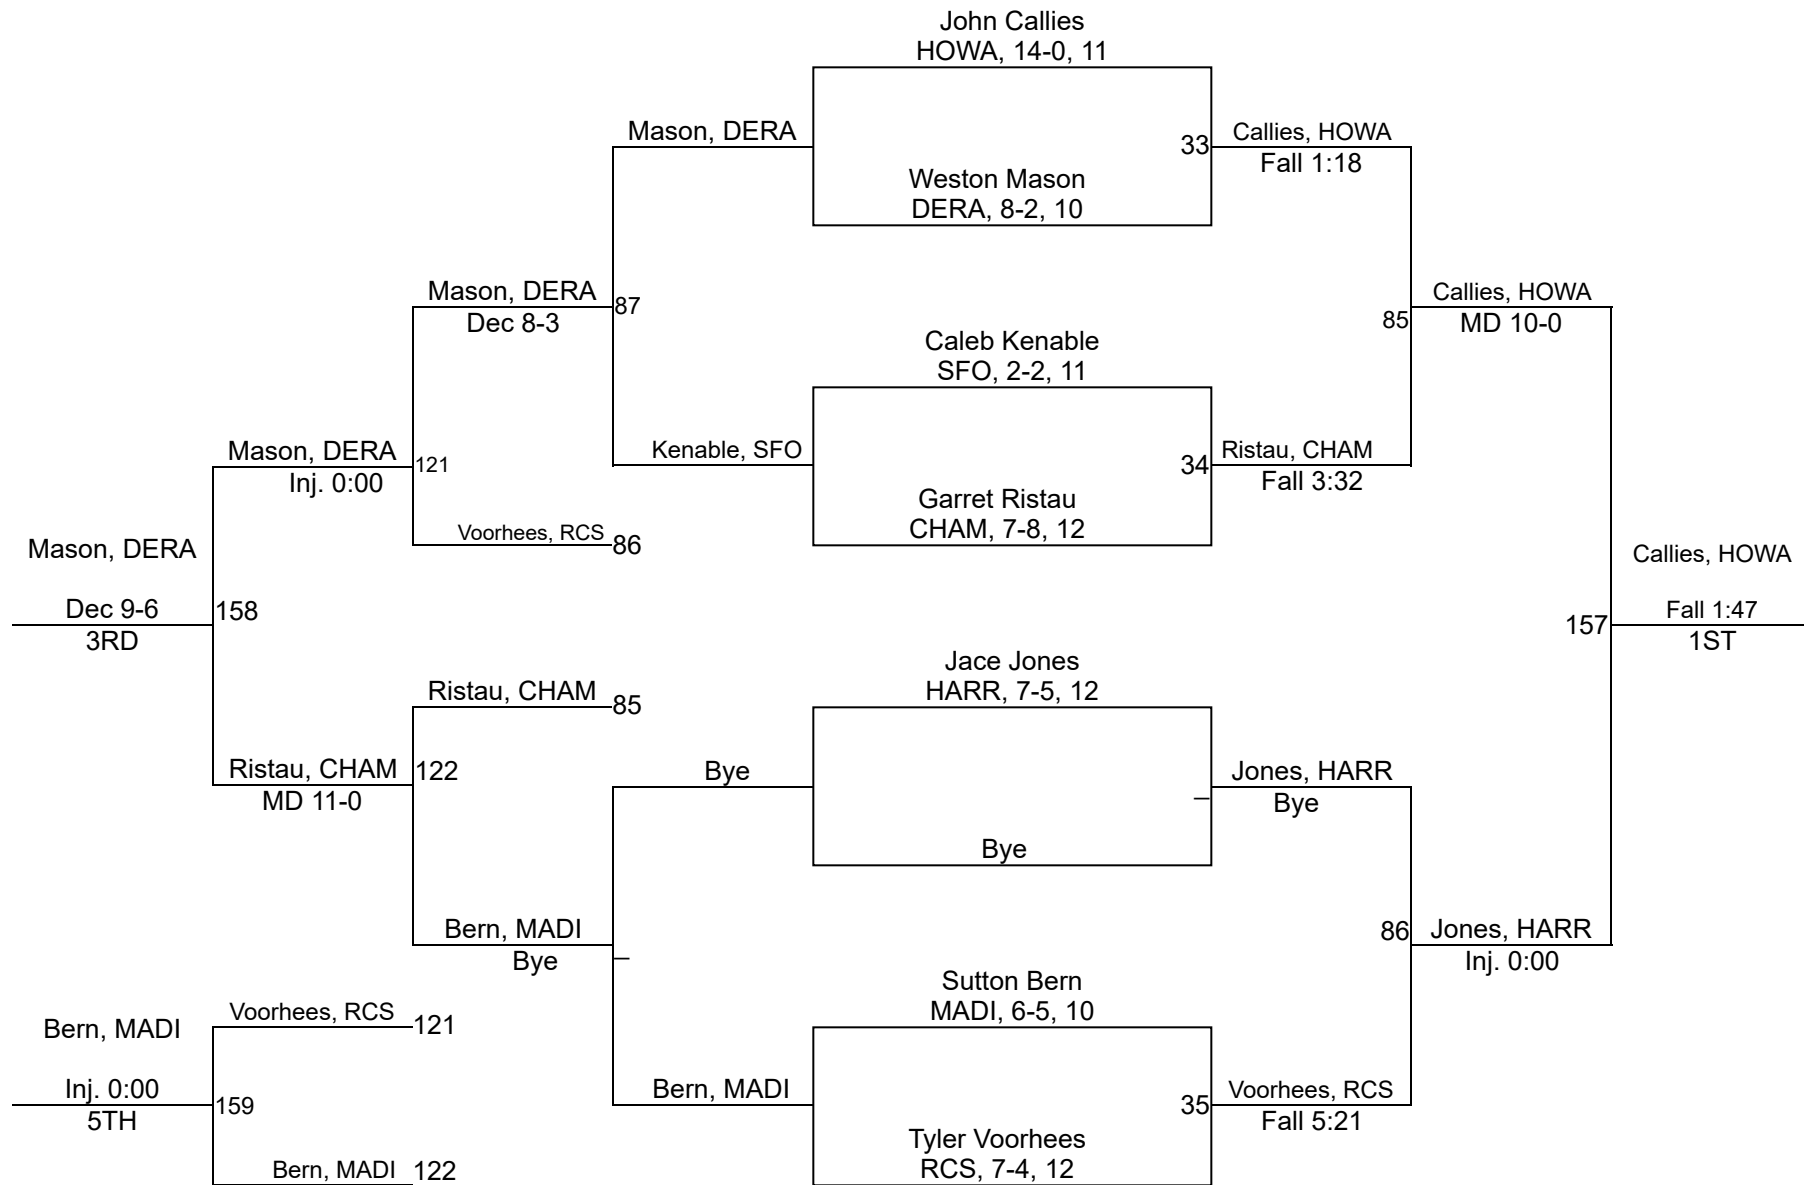 John Callies
HOWA, 14-0, 11
Mason, DERA
33
Callies, HOWA
Fall 1:18
Weston Mason
DERA, 8-2, 10
Mason, DERA
Dec 8-3
87
Callies, HOWA
MD 10-0
85
Caleb Kenable
SFO, 2-2, 11
Mason, DERA
Inj. 0:00
121
Kenable, SFO
34
Ristau, CHAM
Fall 3:32
Garret Ristau
CHAM, 7-8, 12
Voorhees, RCS
86
Mason, DERA
Dec 9-6
3RD
158
Callies, HOWA
Fall 1:47
1ST
157
Jace Jones
HARR, 7-5, 12
Ristau, CHAM
85
Ristau, CHAM
MD 11-0
122
Bye
Jones, HARR
Bye
Bye
Bern, MADI
Bye
86
Jones, HARR
Inj. 0:00
Sutton Bern
MADI, 6-5, 10
Voorhees, RCS
121
Bern, MADI
Inj. 0:00
5TH
159
Bern, MADI
35
Voorhees, RCS
Fall 5:21
Tyler Voorhees
RCS, 7-4, 12
Bern, MADI
122